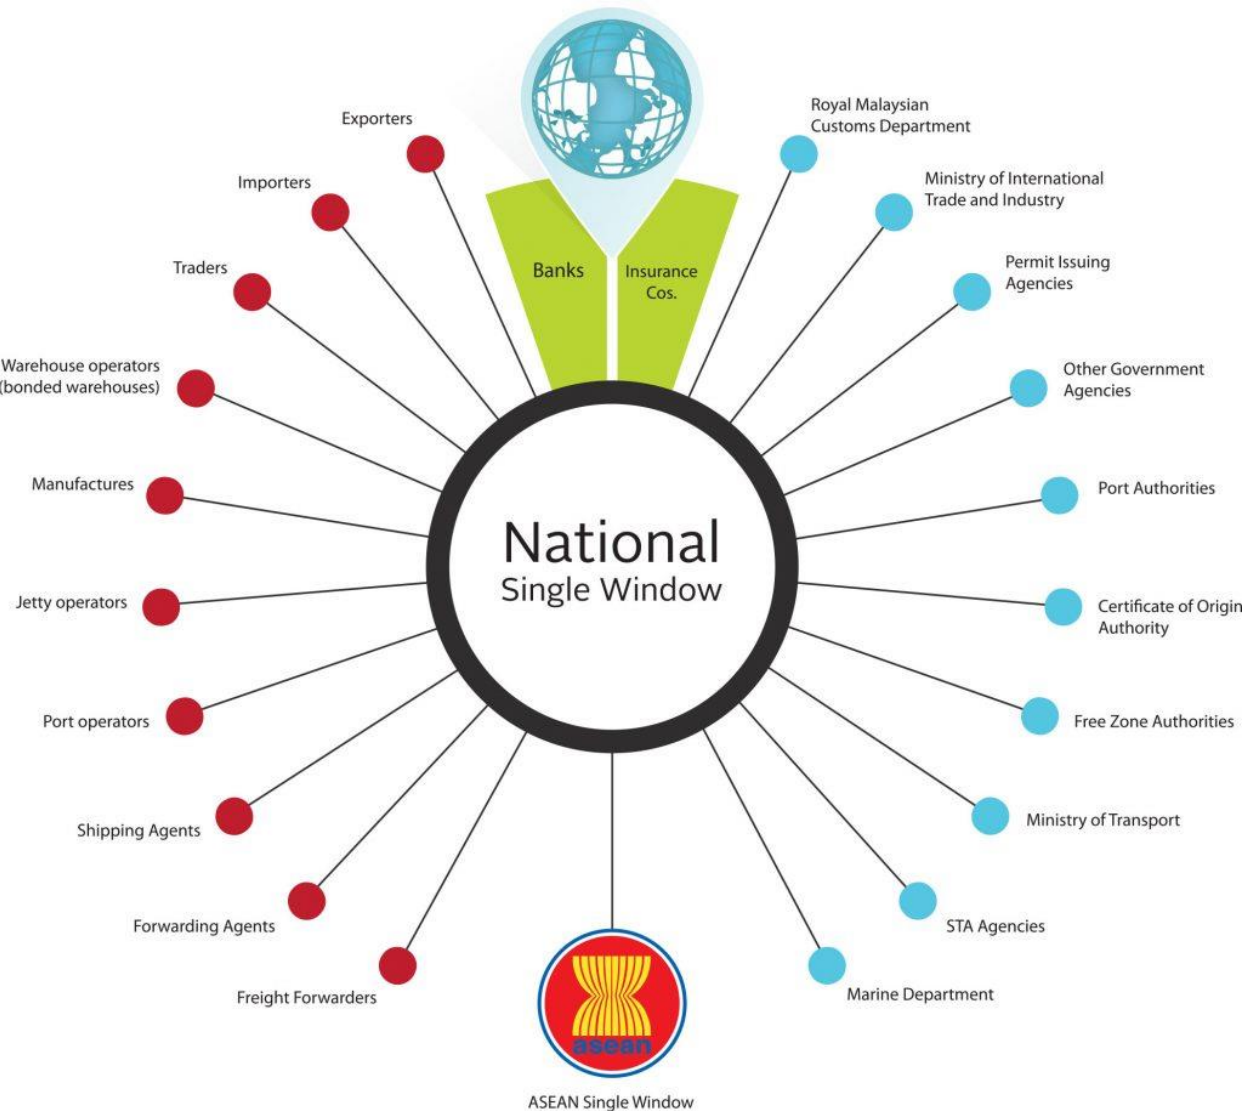 Exporters
Importers
Traders
Warehouse operators
(bonded warehouses)
Manufactures
Jetty operators
Port operators
Shipping Agents
Forwarding Agents
Freight Forwarders
Banks
Insurance
Cos.
National
Single Window
asean
ASEAN Single Window
Royal Malaysian
Customs Department
Ministry of International
Trade and Industry
Permit Issuing
Agencies
Other Government
Agencies
Port Authorities
Certificate of Origin
Authority
Free Zone Authorities
Ministry of Transport
STA Agencies
Marine Department